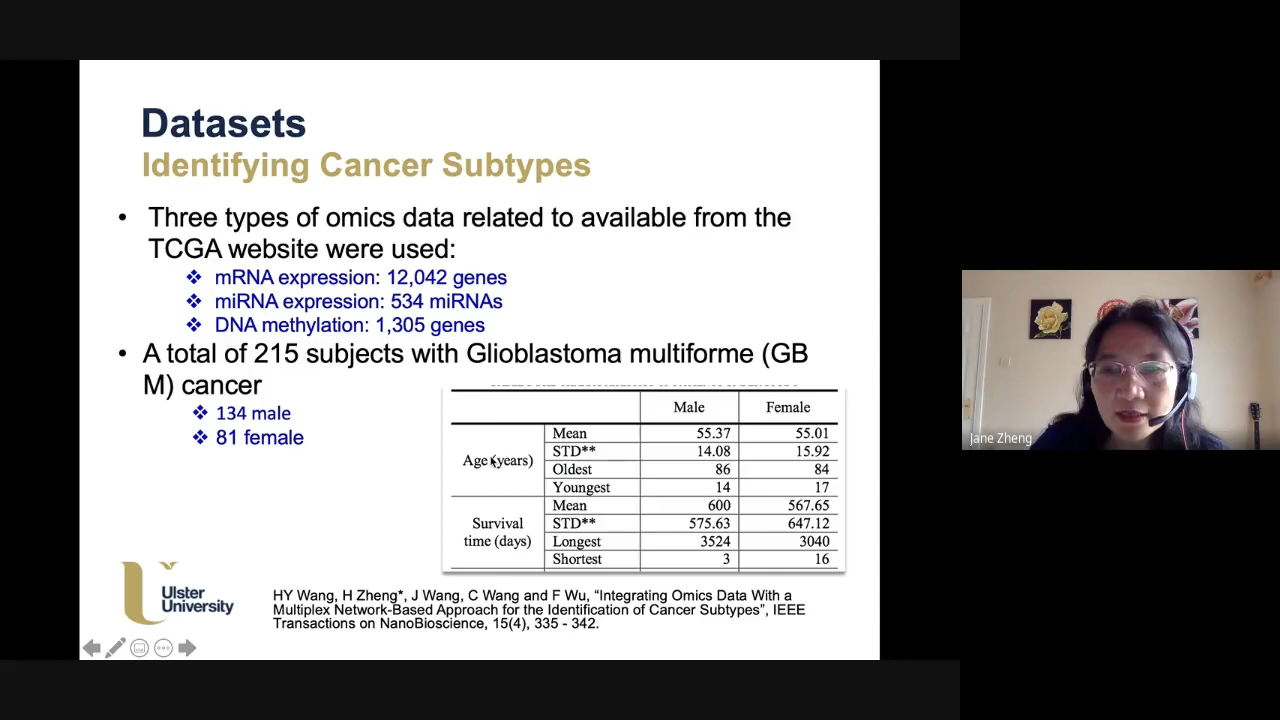 Datasets
Identifying Cancer Subtypes
• Three types of omics data related to available from the
TCGA website were used:
❖ mRNA expression: 12,042 genes
❖ miRNA expression: 534 miRNAs
❖ DNA methylation: 1,305 genes
• A total of 215 subjects with Glioblastoma multiforme (GB
M) cancer
❖ 134 male
❖ 81 female
Male Female
Age (years)
Mean 55.37 55.01
STD** 14.08 15.92
Oldest 86 84
Youngest 14 17
Survival
time (days)
Mean 600 567.65
STD** 575.63 647.12
Longest 3524 3040
Shortest 3 16
Ulster
University
HY Wang, H Zheng*, J Wang, C Wang and F Wu, “Integrating Omics Data With a
Multiplex Network-Based Approach for the Identification of Cancer Subtypes”, IEEE
Transactions on NanoBioscience, 15(4), 335 - 342.
Jane Zheng